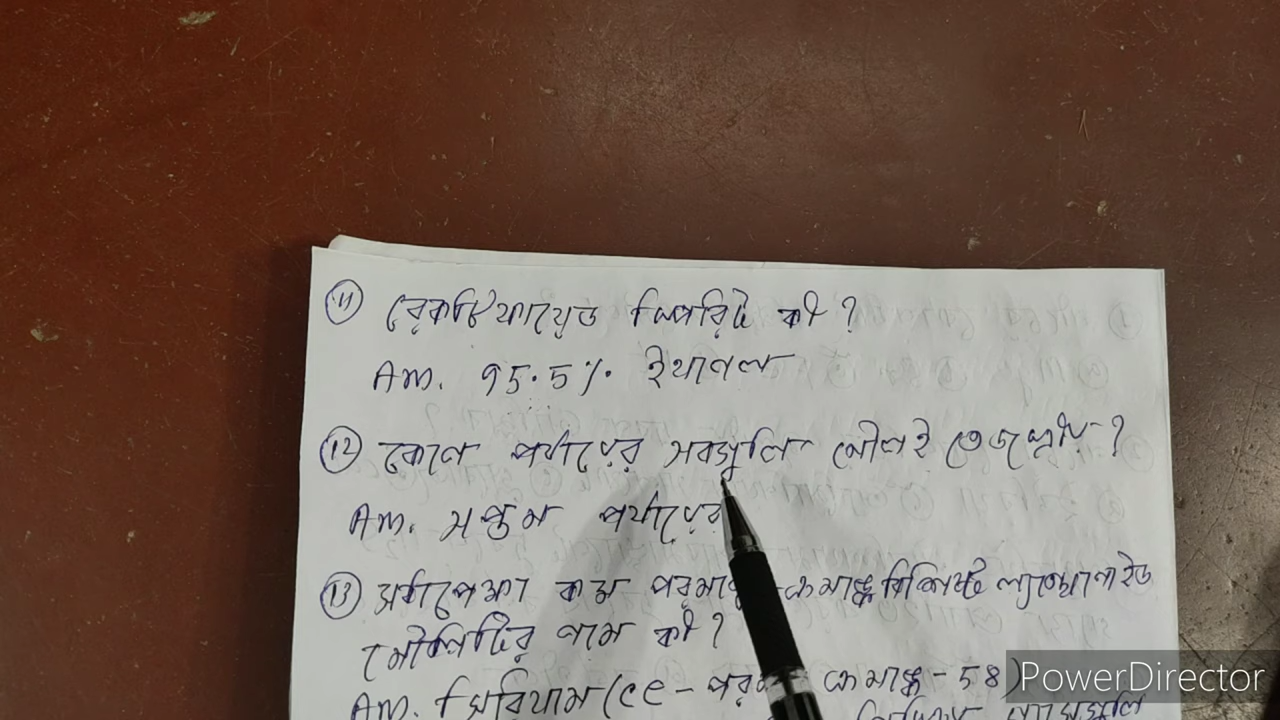 11 রেকটিফায়েড স্পিরিট কী?
Ans. 95.5%. ইথানল
12 কোন পর্যায়ের সবগুলি মৌলই তেজস্ক্রিয়?
Ans. সপ্তম পর্যায়ের
13 সর্বাপেক্ষা কম পরমাণু-ক্রমাঙ্ক বিশিষ্ট ল্যান্থানাইড
মৌলটির নাম কী?
Ans. সিরিয়াম (Ce - ক্রমাঙ্ক - 58)
PowerDirector